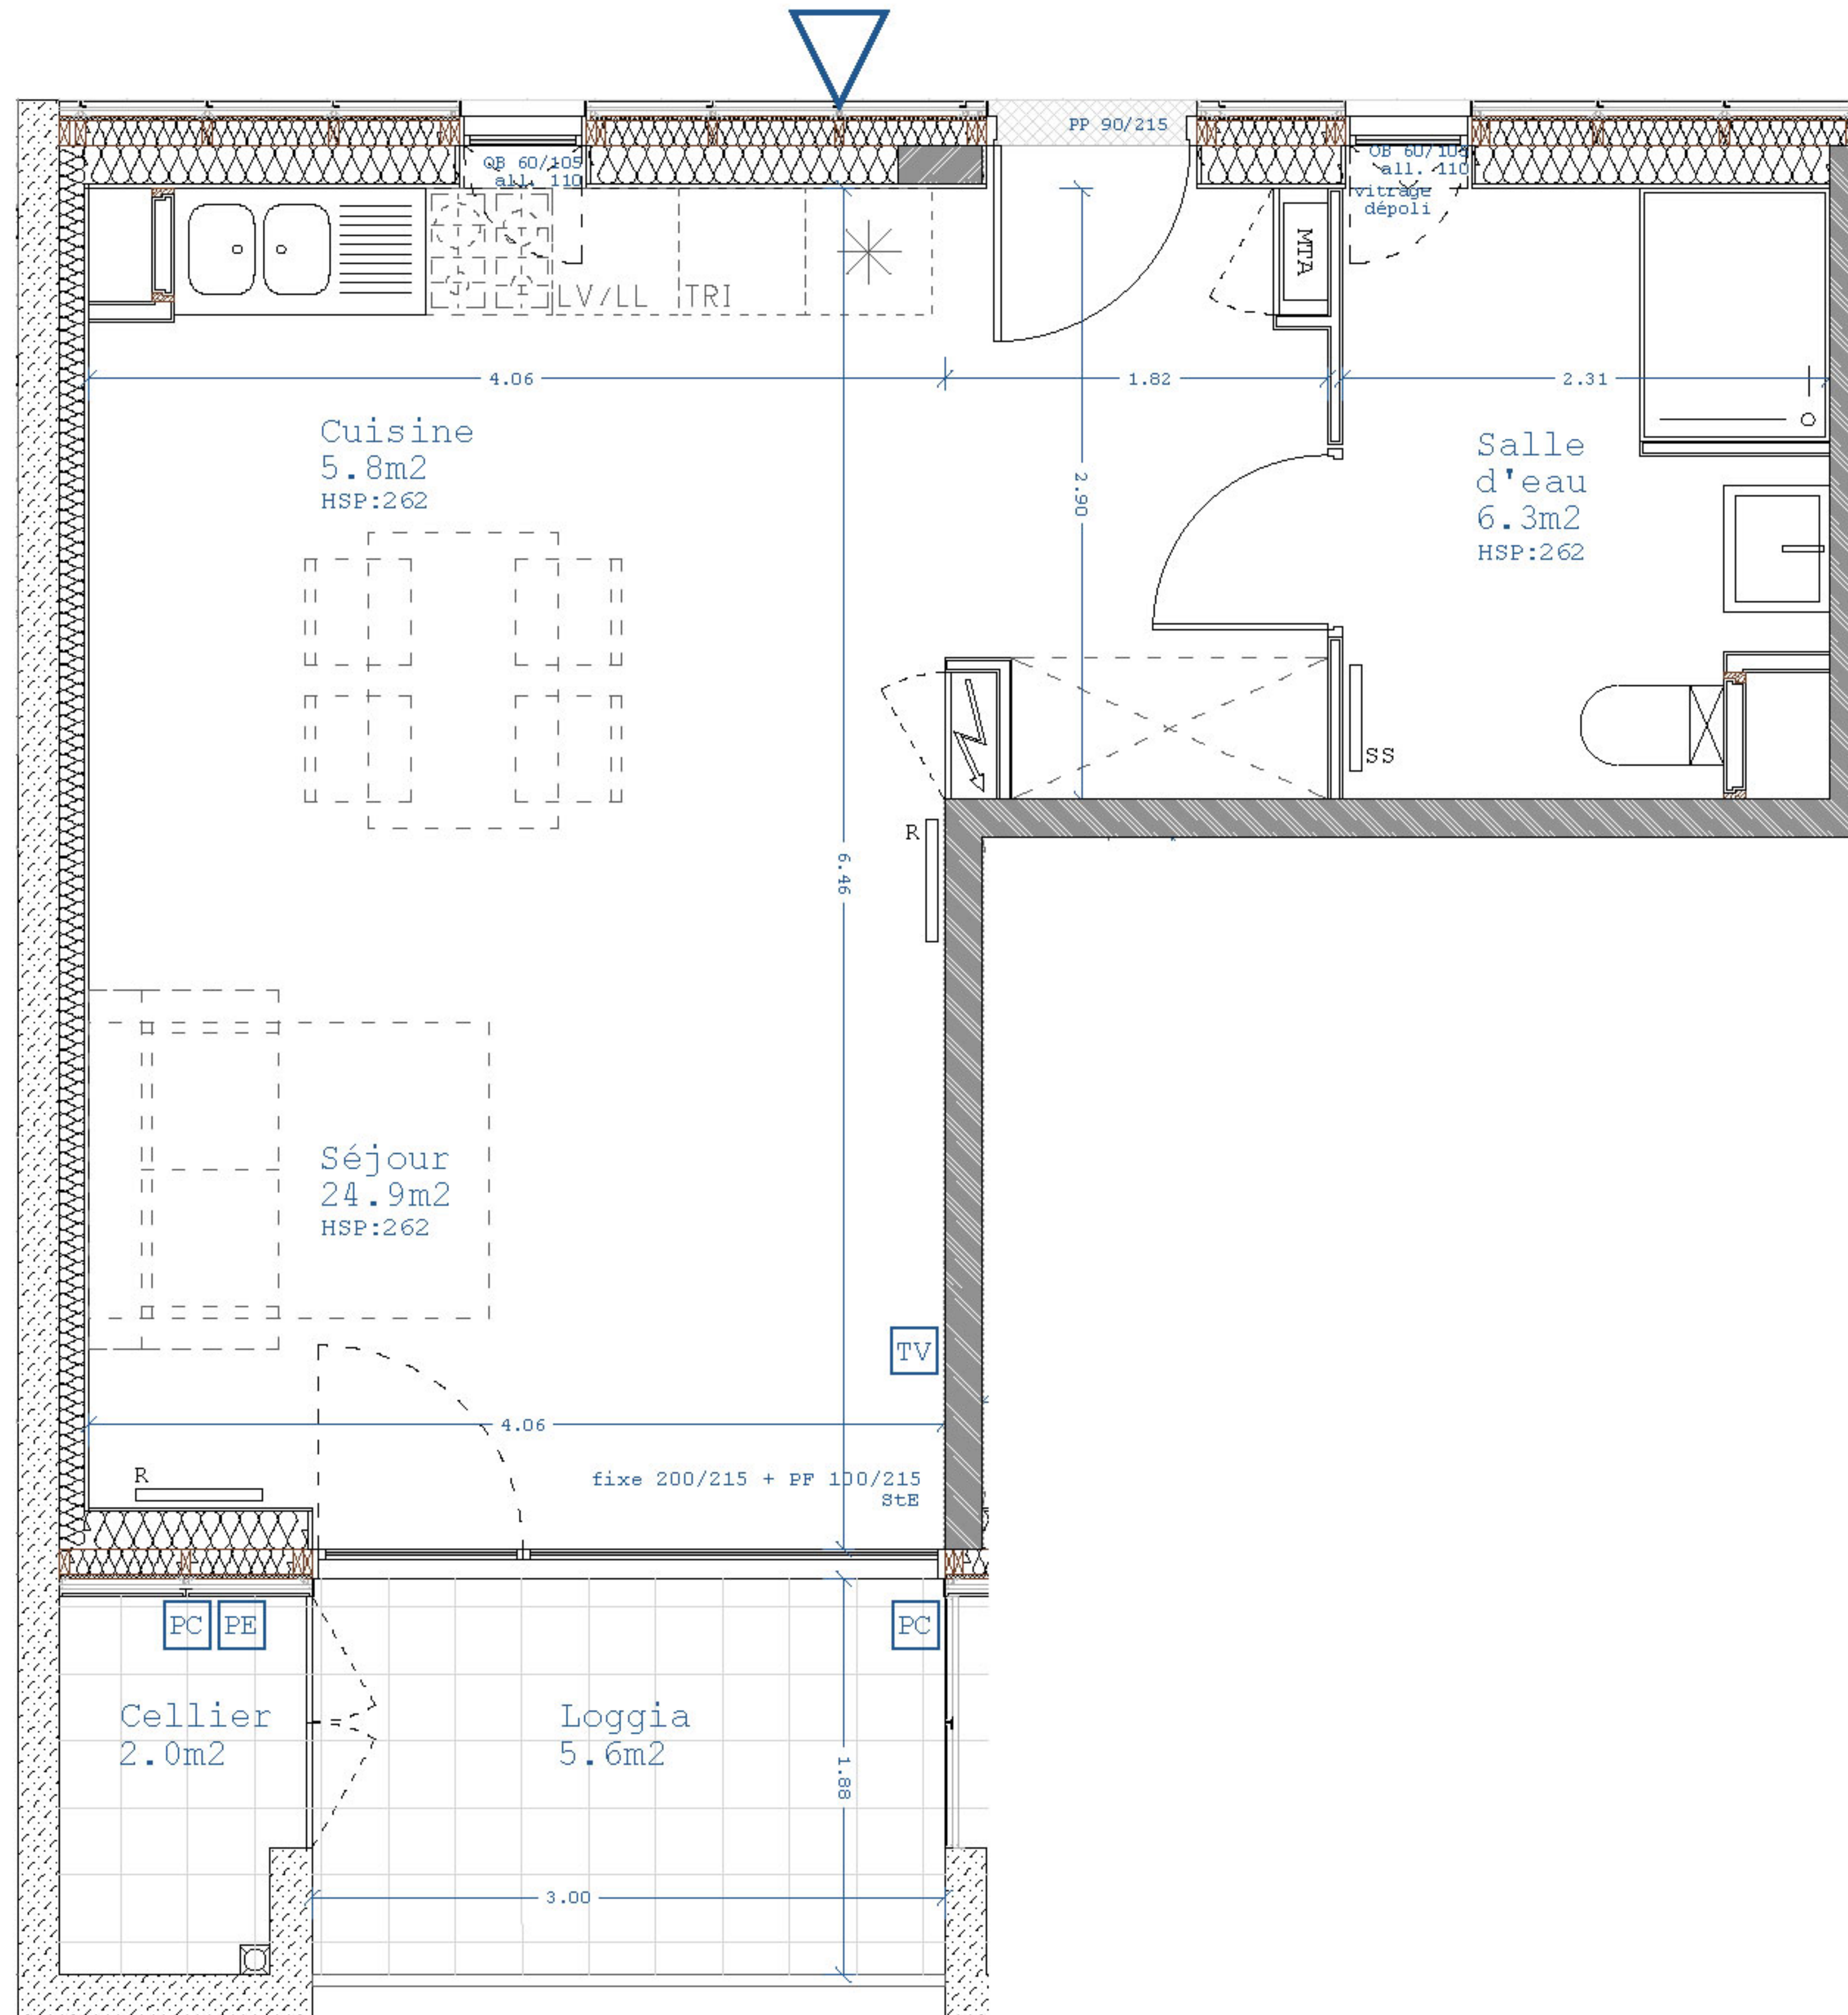 PP 90/215
OB 60/105
all. 110
OB 60/105
all. 110
vitrage
dépoli
MTA
LV/LL
TRI
4.06
1.82
2.31
Cuisine
5.8m2
HSP:262
2.90
Salle
d'eau
6.3m2
HSP:262
SS
R
6.46
Séjour
24.9m2
HSP:262
TV
4.06
R
fixe 200/215 + PF 100/215
StE
PC
PE
PC
Cellier
2.0m2
Loggia
5.6m2
1.88
3.00